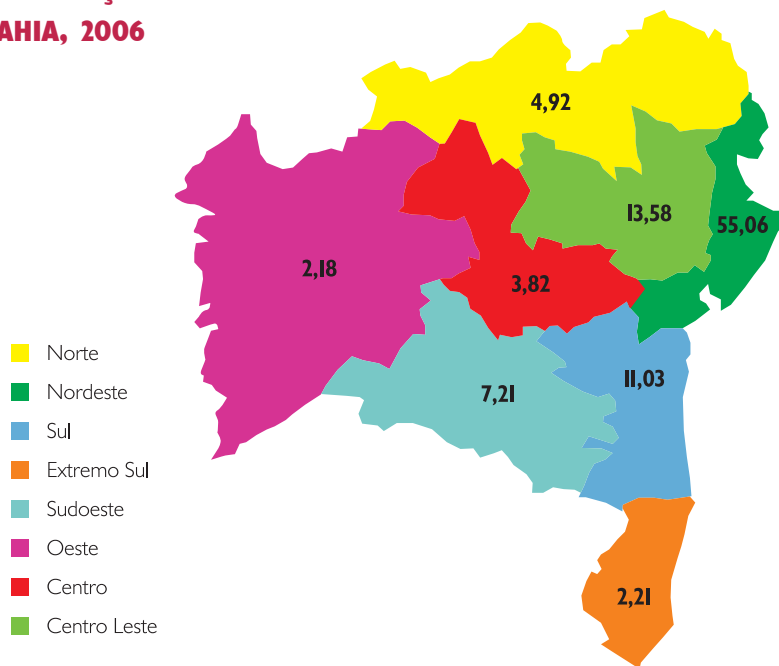 AHIA, 2006
4,92
13,58
55,06
2,18
3,82
11,03
7,21
2,21
Norte
Nordeste
Sul
Extremo Sul
Sudoeste
Oeste
Centro
Centro Leste